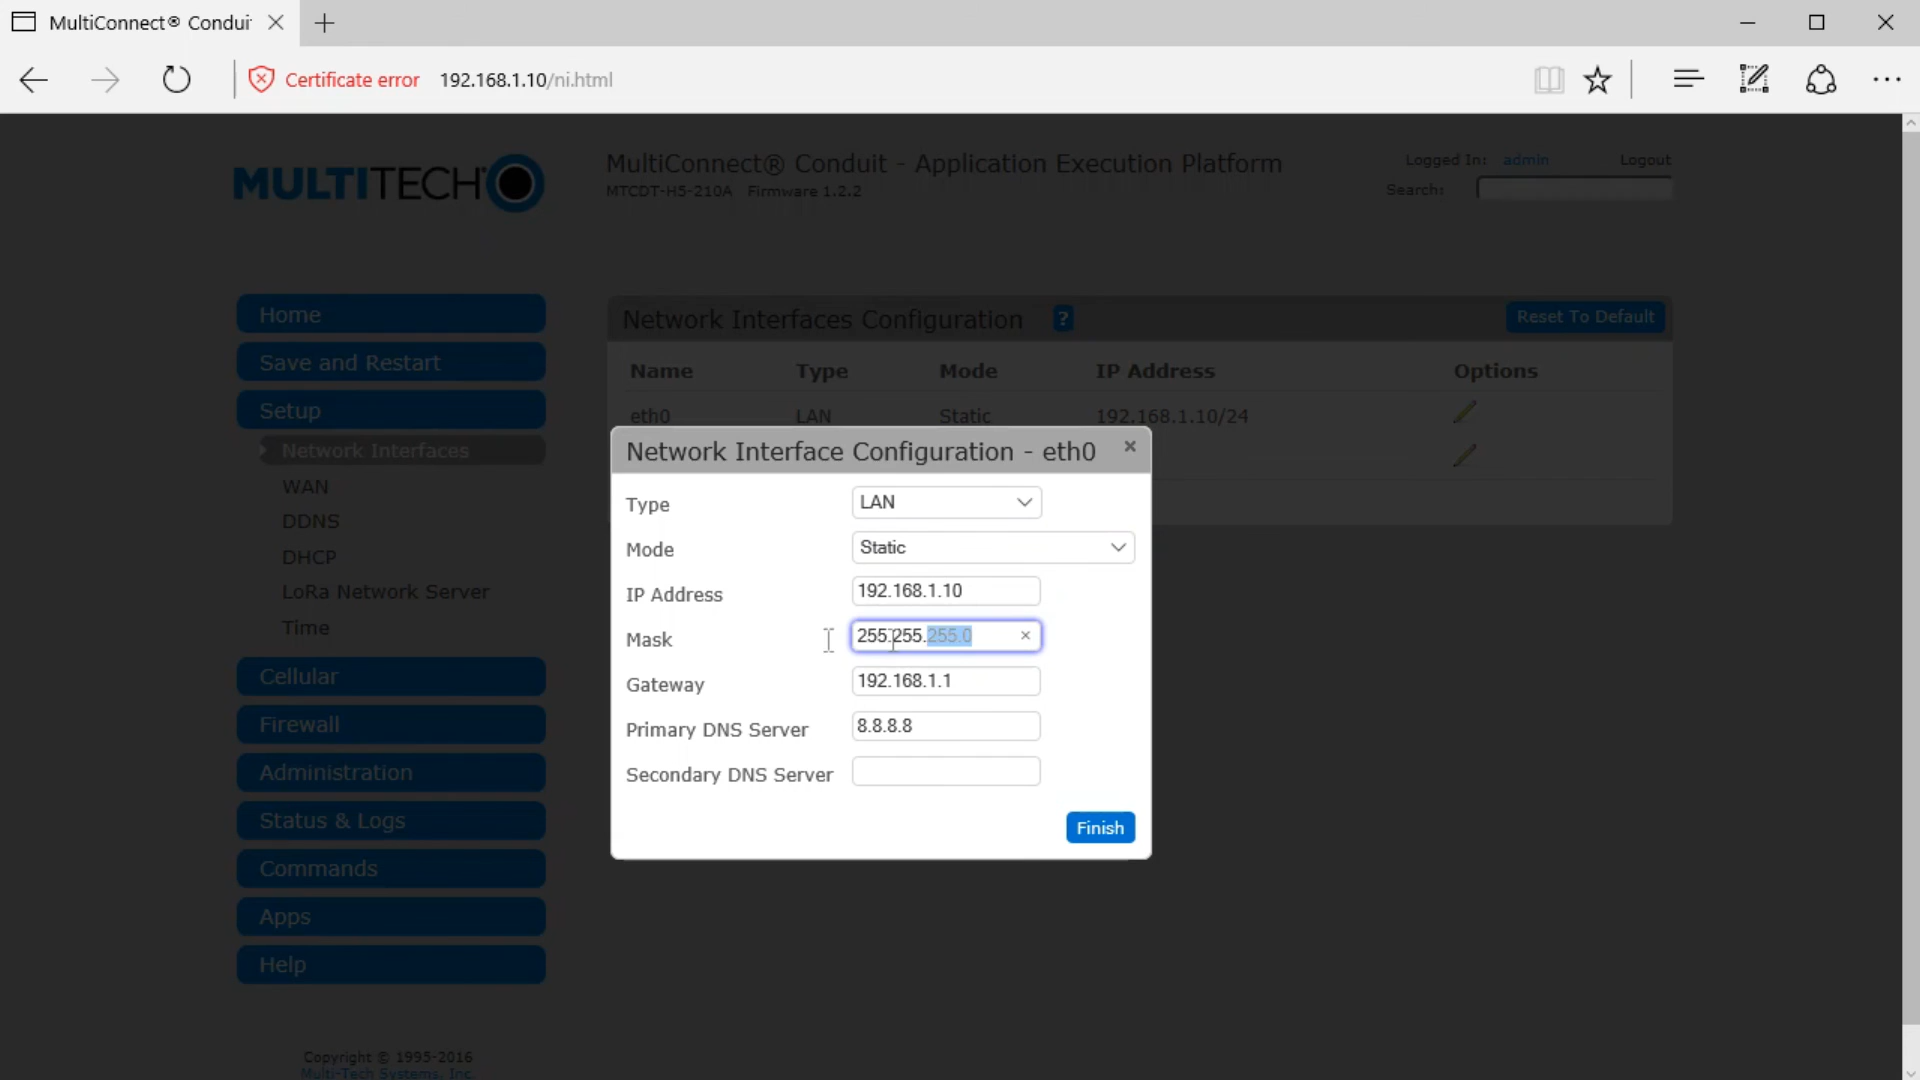 MultiConnect® Condui
Certificate error 192.168.1.10/ni.html
MULTITECH
MultiConnect® Conduit - Application Execution Platform
MTCDT-H5-210A Firmware 1.2.2
Logged In: admin Logout
Search:
Home
Save and Restart
Setup
Network Interfaces
WAN
DDNS
DHCP
LoRa Network Server
Time
Cellular
Firewall
Administration
Status & Logs
Commands
Apps
Help
Copyright © 1995-2016
Multi-Tech Systems, Inc.
Network Interfaces Configuration ? Reset To Default
Name Type Mode IP Address Options
eth0 LAN Static 192.168.1.10/24
Network Interface Configuration - eth0
Type LAN
Mode Static
IP Address 192.168.1.10
Mask 255.255.255.0
Gateway 192.168.1.1
Primary DNS Server 8.8.8.8
Secondary DNS Server
Finish